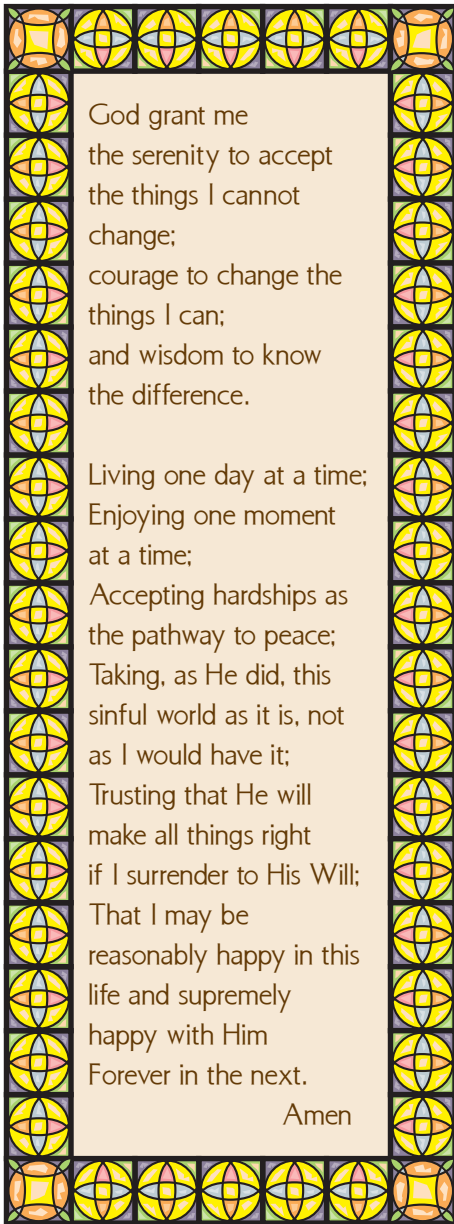 God grant me
the serenity to accept
the things I cannot
change;
courage to change the
things I can;
and wisdom to know
the difference.

Living one day at a time;
Enjoying one moment
at a time;
Accepting hardships as
the pathway to peace;
Taking, as He did, this
sinful world as it is, not
as I would have it;
Trusting that He will
make all things right
if I surrender to His Will;
That I may be
reasonably happy in this
life and supremely
happy with Him
Forever in the next.
Amen